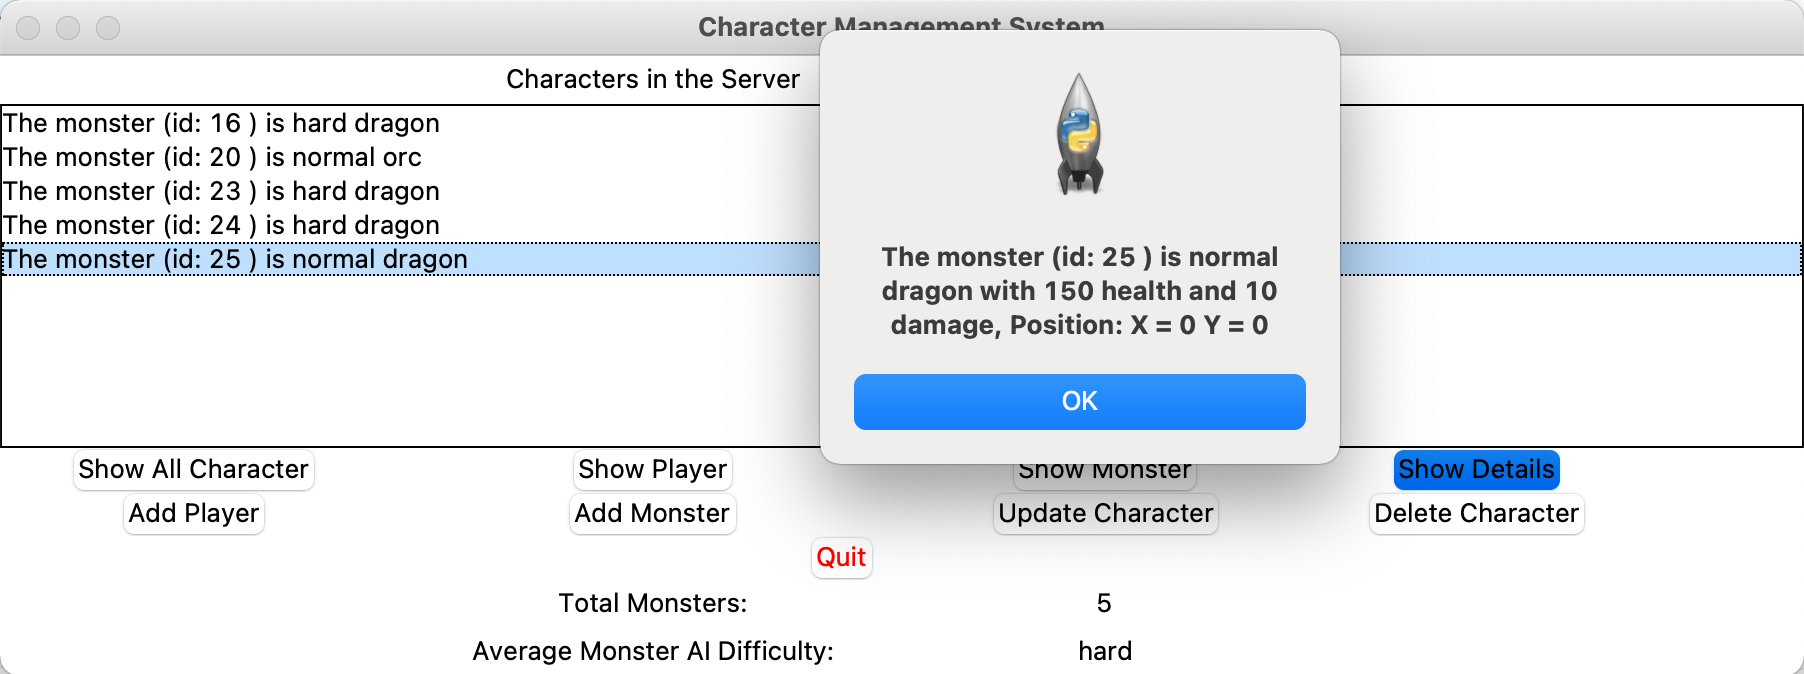 Character Management System
Characters in the Server
The monster (id: 16 ) is hard dragon
The monster (id: 20 ) is normal orc
The monster (id: 23 ) is hard dragon
The monster (id: 24 ) is hard dragon
The monster (id: 25 ) is normal dragon
The monster (id: 25 ) is normal
dragon with 150 health and 10
damage, Position: X = 0 Y = 0
OK
Show All Character
Show Player
Show Monster
Show Details
Add Player
Add Monster
Update Character
Delete Character
Quit
Total Monsters:
5
Average Monster AI Difficulty:
hard